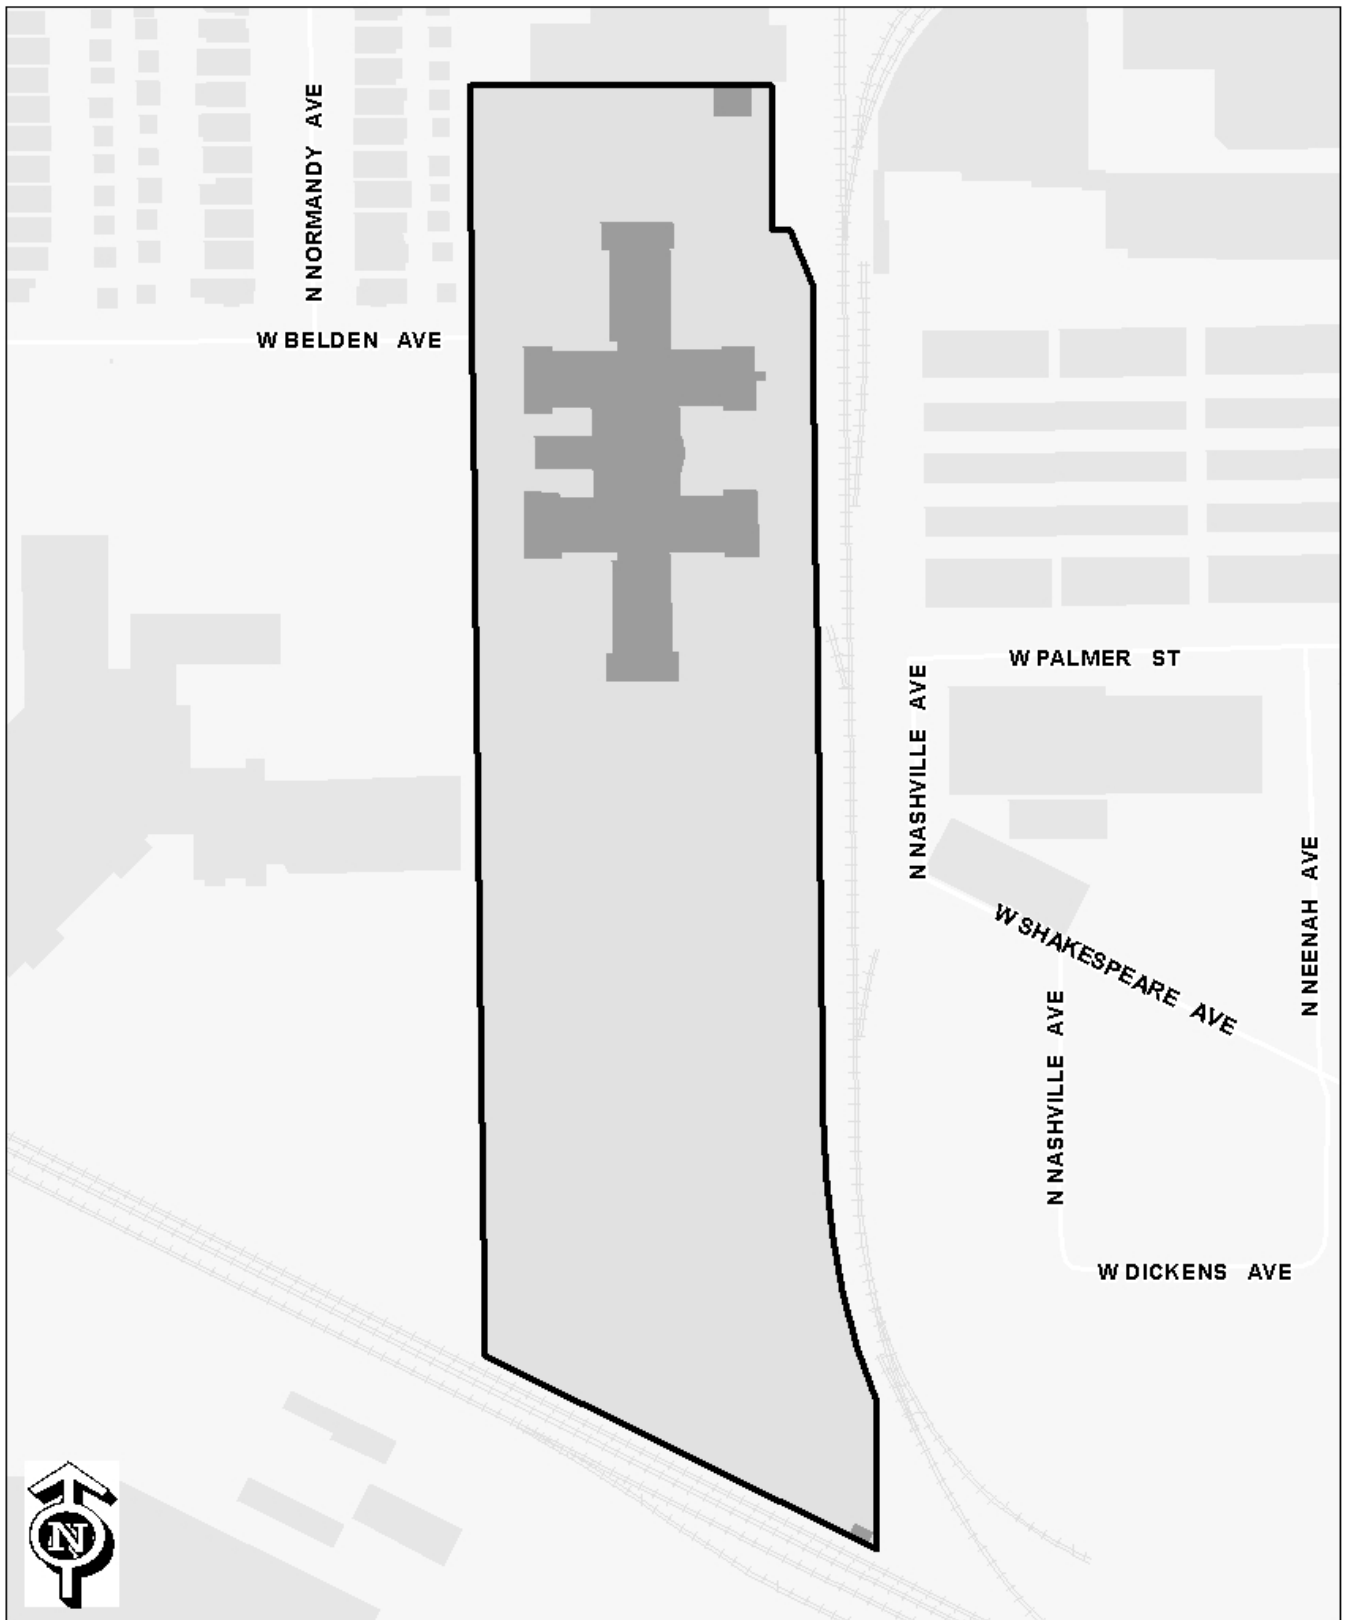 N NORMANDY AVE
W BELDEN AVE
W PALMER ST
N NASHVILLE AVE
W SHAKESPEARE AVE
N NEENAH AVE
N NASHVILLE AVE
W DICKENS AVE
N